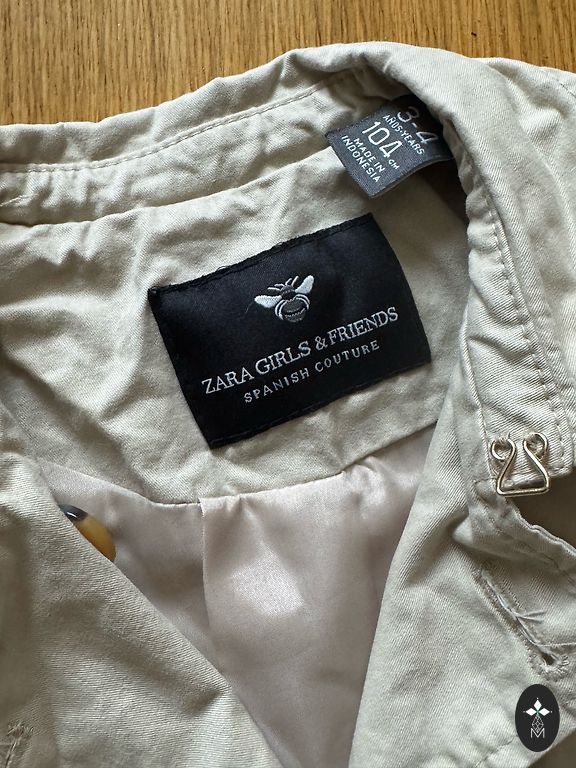 3-4
AÑOS-YEARS
104 CM
MADE IN
INDONESIA
ZARA GIRLS & FRIENDS
SPANISH COUTURE